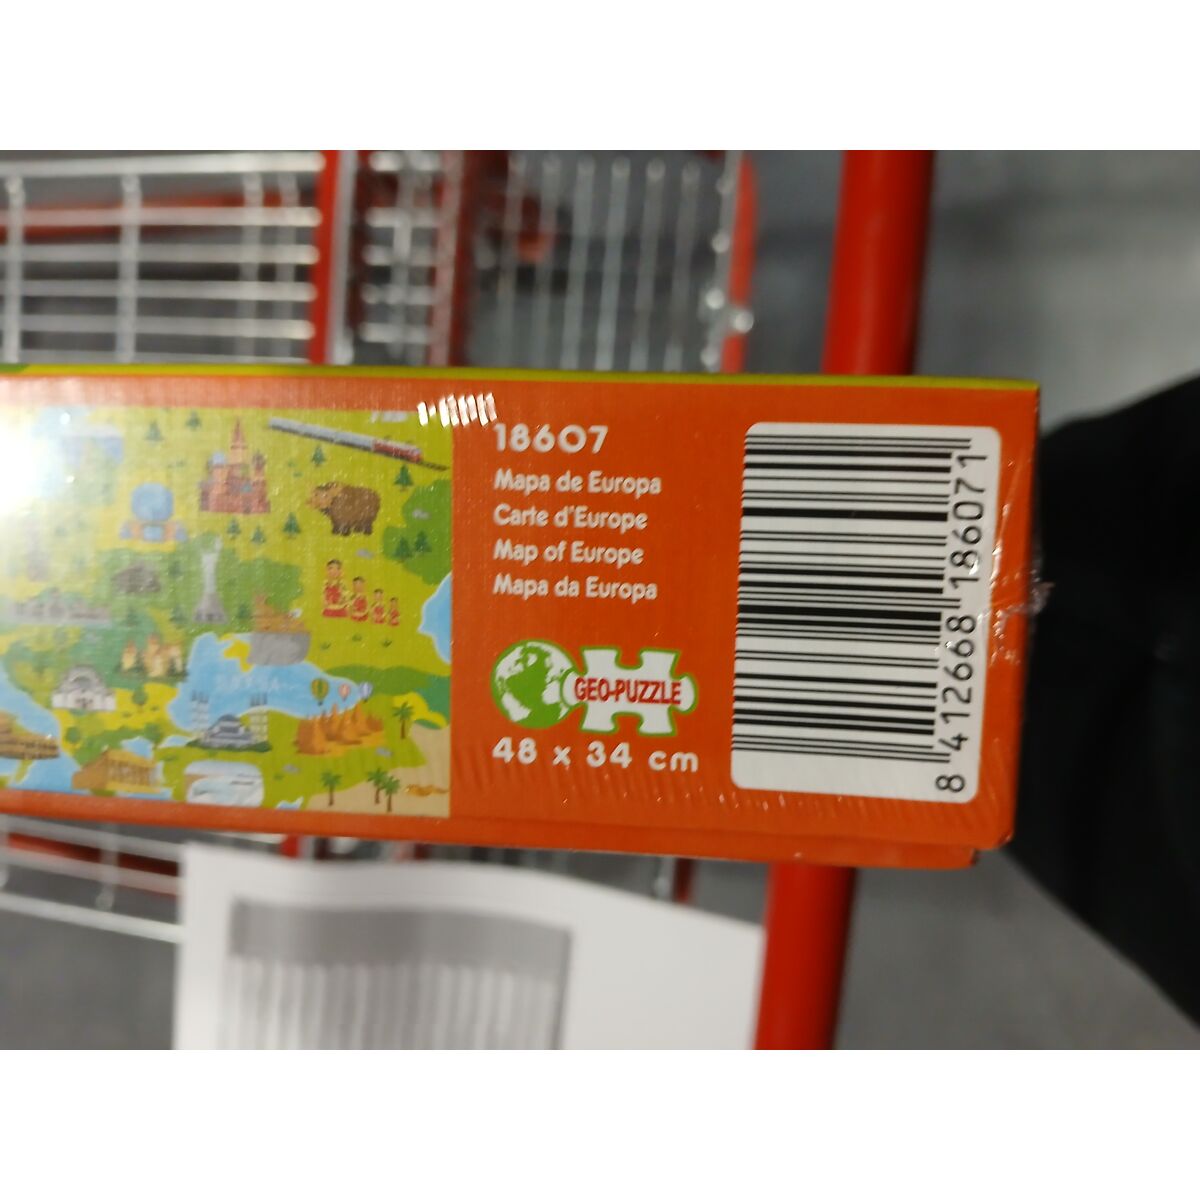 18607
Mapa de Europa
Carte d'Europe
Map of Europe
Mapa da Europa
GEO-PUZZLE
48 x 34 cm
8 412668 186071